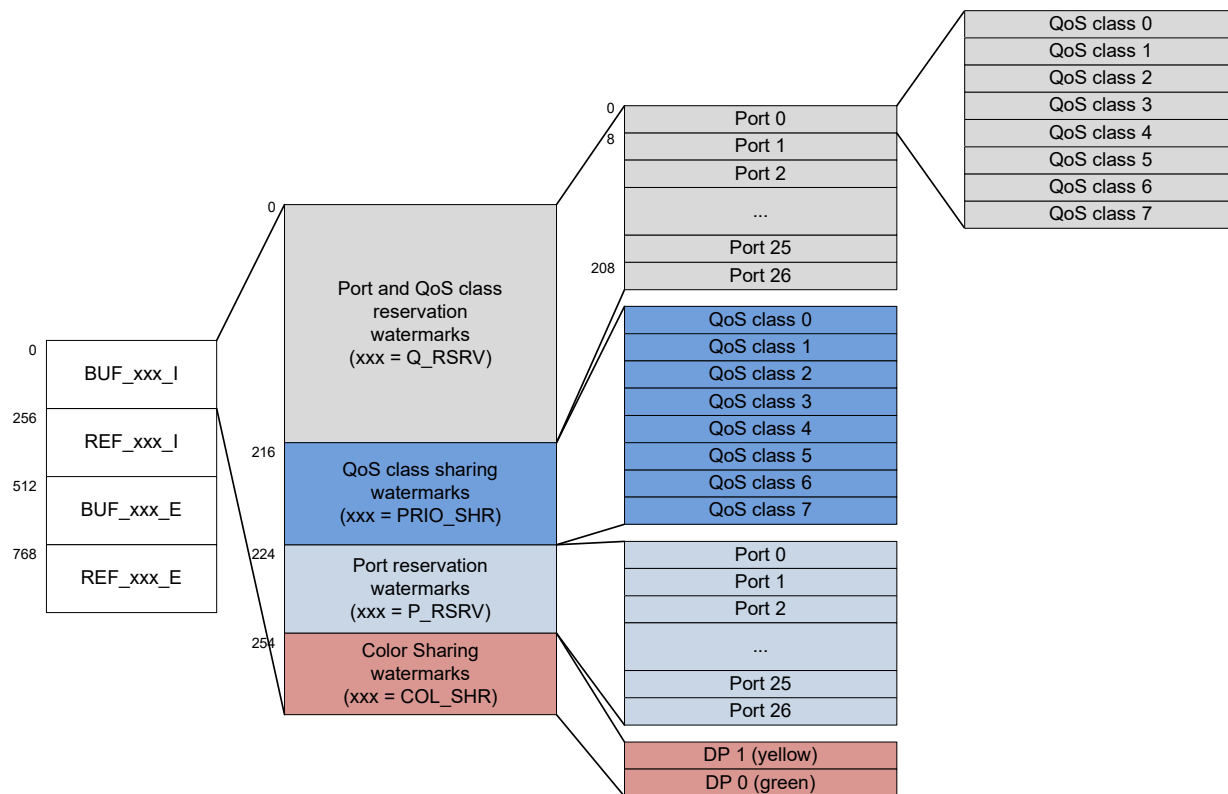 0
BUF_xxx_I
256
REF_xxx_I
512
BUF_xxx_E
768
REF_xxx_E
0
Port and QoS class
reservation
watermarks
(xxx = Q_RSRV)
216
QoS class sharing
watermarks
(xxx = PRIO_SHR)
224
Port reservation
watermarks
(xxx = P_RSRV)
254
Color Sharing
watermarks
(xxx = COL_SHR)
0
Port 0
8
Port 1
Port 2
...
Port 25
208
Port 26
QoS class 0
QoS class 1
QoS class 2
QoS class 3
QoS class 4
QoS class 5
QoS class 6
QoS class 7
Port 0
Port 1
Port 2
...
Port 25
Port 26
DP 1 (yellow)
DP 0 (green)
QoS class 0
QoS class 1
QoS class 2
QoS class 3
QoS class 4
QoS class 5
QoS class 6
QoS class 7